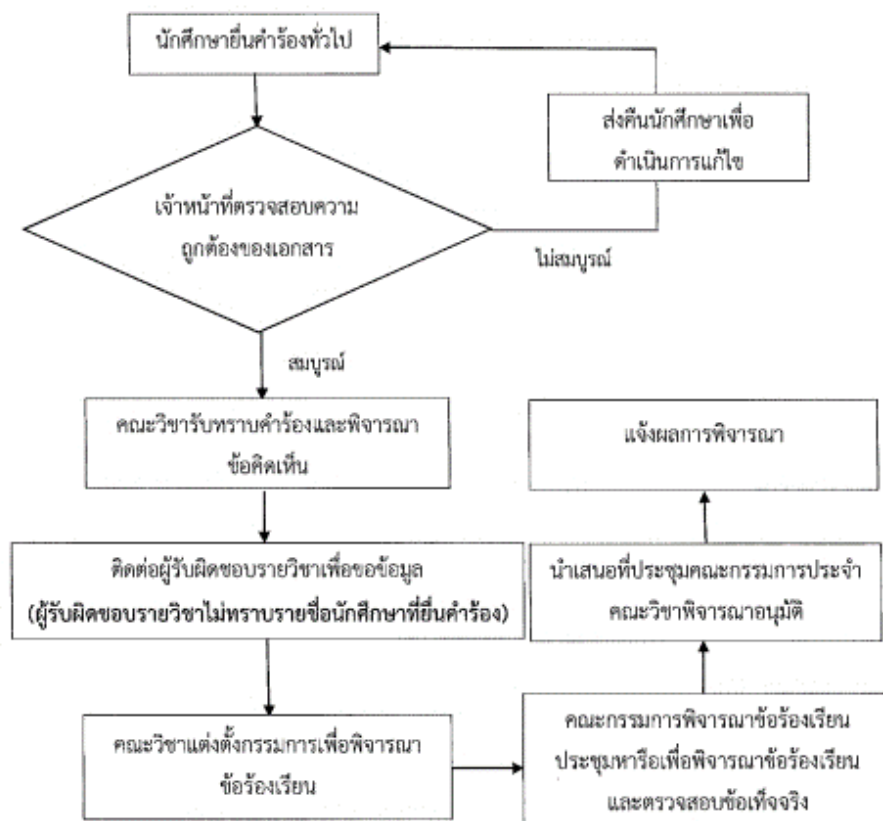 นักศึกษายื่นคำร้องทั่วไป
ส่งคืนนักศึกษาเพื่อ
ดำเนินการแก้ไข
เจ้าหน้าที่ตรวจสอบความ
ถูกต้องของเอกสาร
ไม่สมบูรณ์
สมบูรณ์
คณะวิชารับทราบคำร้องและพิจารณา
ข้อคิดเห็น
ติดต่อผู้รับผิดชอบรายวิชาเพื่อขอข้อมูล
(ผู้รับผิดชอบรายวิชาไม่ทราบรายชื่อนักศึกษาที่ยื่นคำร้อง)
คณะวิชาแต่งตั้งกรรมการเพื่อพิจารณา
ข้อร้องเรียน
คณะกรรมการพิจารณาข้อร้องเรียน
ประชุมหารือเพื่อพิจารณาข้อร้องเรียน
และตรวจสอบข้อเท็จจริง
นำเสนอที่ประชุมคณะกรรมการประจำ
คณะวิชาพิจารณาอนุมัติ
แจ้งผลการพิจารณา